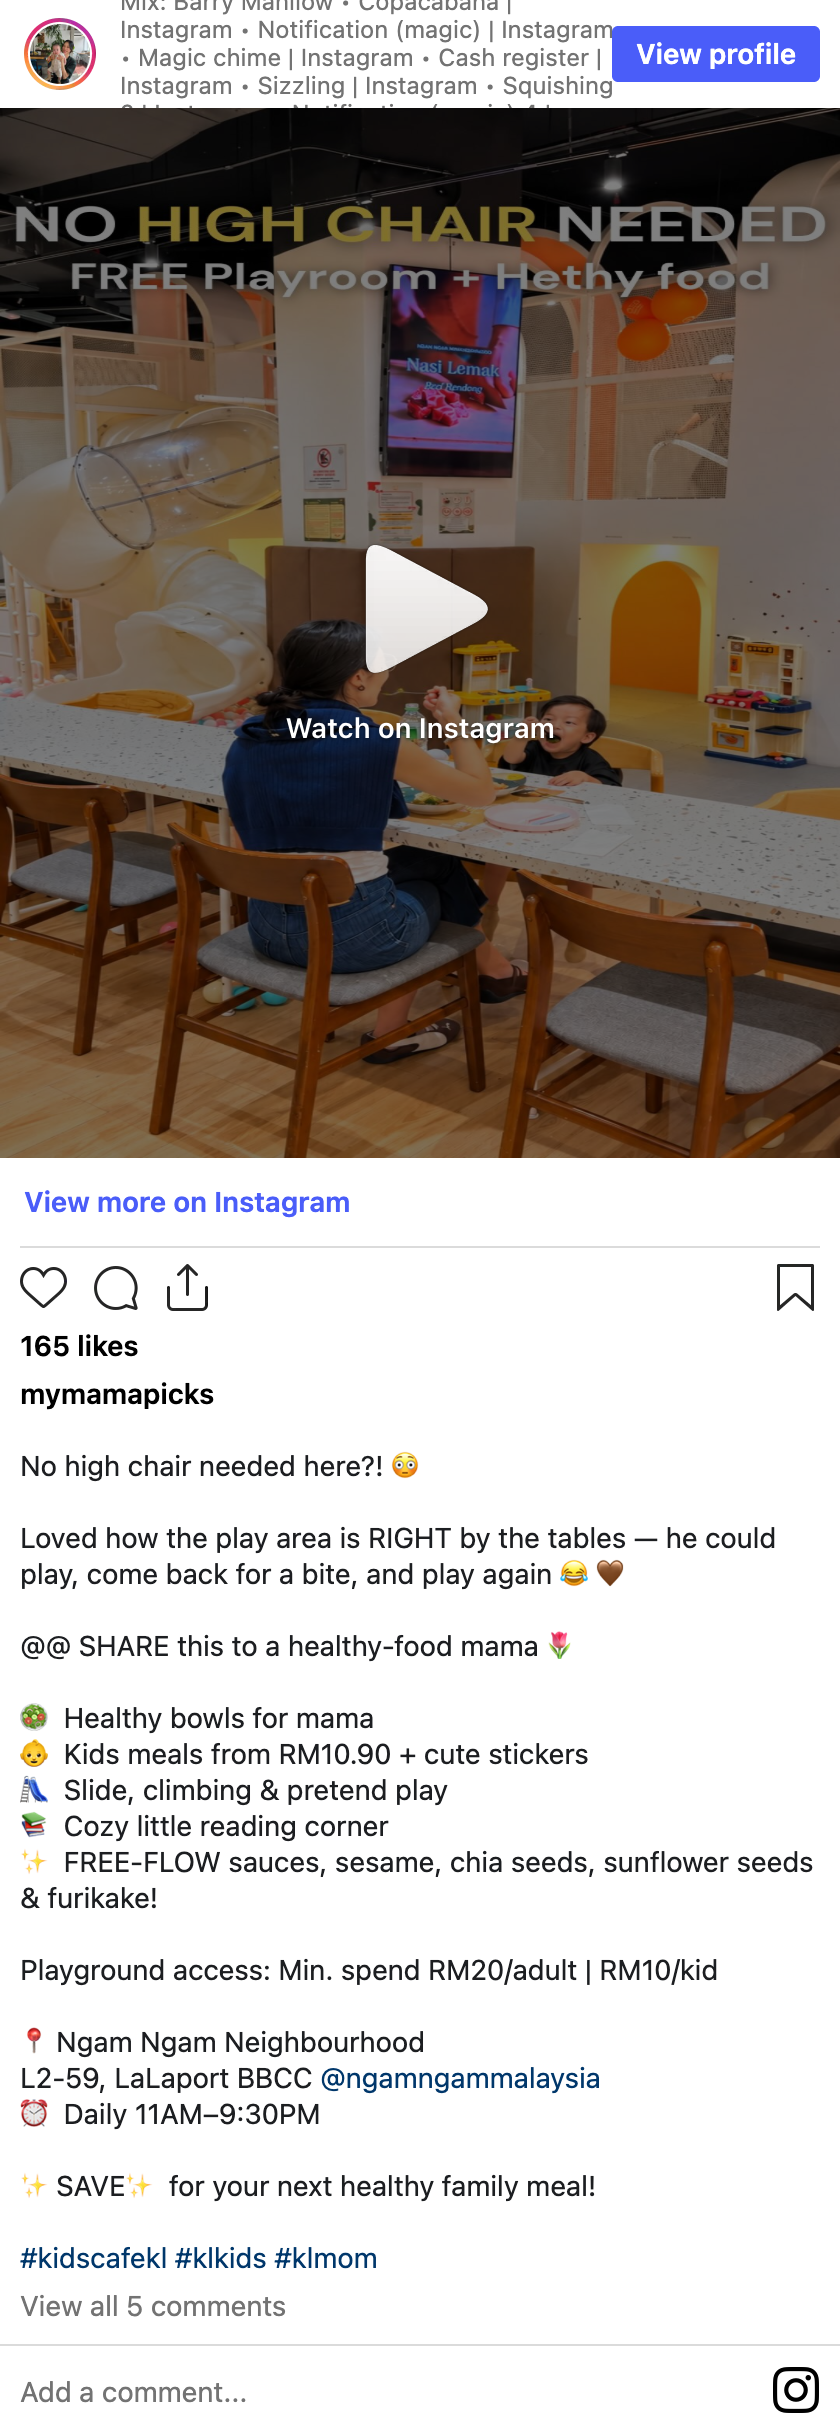 Mix: Barry Manilow • Copacabana |
Instagram • Notification (magic) | Instagram
• Magic chime | Instagram • Cash register |
Instagram • Sizzling | Instagram • Squishing
View profile
NO HIGH CHAIR NEEDED
FREE Playroom + Hethy food
Nasi Lemak
Beef Rendang
Watch on Instagram
View more on Instagram
165 likes
mymamapicks
No high chair needed here?! 😳
Loved how the play area is RIGHT by the tables — he could
play, come back for a bite, and play again 😂 🤎
@@ SHARE this to a healthy-food mama 🌷
🥗 Healthy bowls for mama
👶 Kids meals from RM10.90 + cute stickers
🛝 Slide, climbing & pretend play
📚 Cozy little reading corner
✨ FREE-FLOW sauces, sesame, chia seeds, sunflower seeds
& furikake!
Playground access: Min. spend RM20/adult | RM10/kid
📍 Ngam Ngam Neighbourhood
L2-59, LaLaport BBCC @ngamngammalaysia
⏰ Daily 11AM–9:30PM
✨ SAVE✨ for your next healthy family meal!
#kidscafekl #klkids #klmom
View all 5 comments
Add a comment...